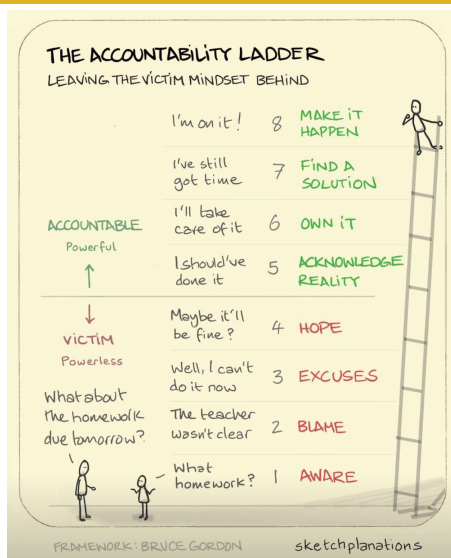 THE ACCOUNTABILITY LADDER
LEAVING THE VICTIM MINDSET BEHIND
I'm on it! 8 MAKE IT
HAPPEN
I've still
got time 7 FIND A
SOLUTION
I'll take
care of it 6 OWN IT
I should've
done it 5 ACKNOWLEDGE
REALITY
ACCOUNTABLE
Powerful
VICTIM
Powerless
Maybe it'll
be fine? 4 HOPE
Well, I can't
do it now 3 EXCUSES
The teacher
wasn't clear 2 BLAME
What
homework? 1 AWARE
What about
the homework
due tomorrow?
FRAMEWORK: BRUCE GORDON
sketchplanations